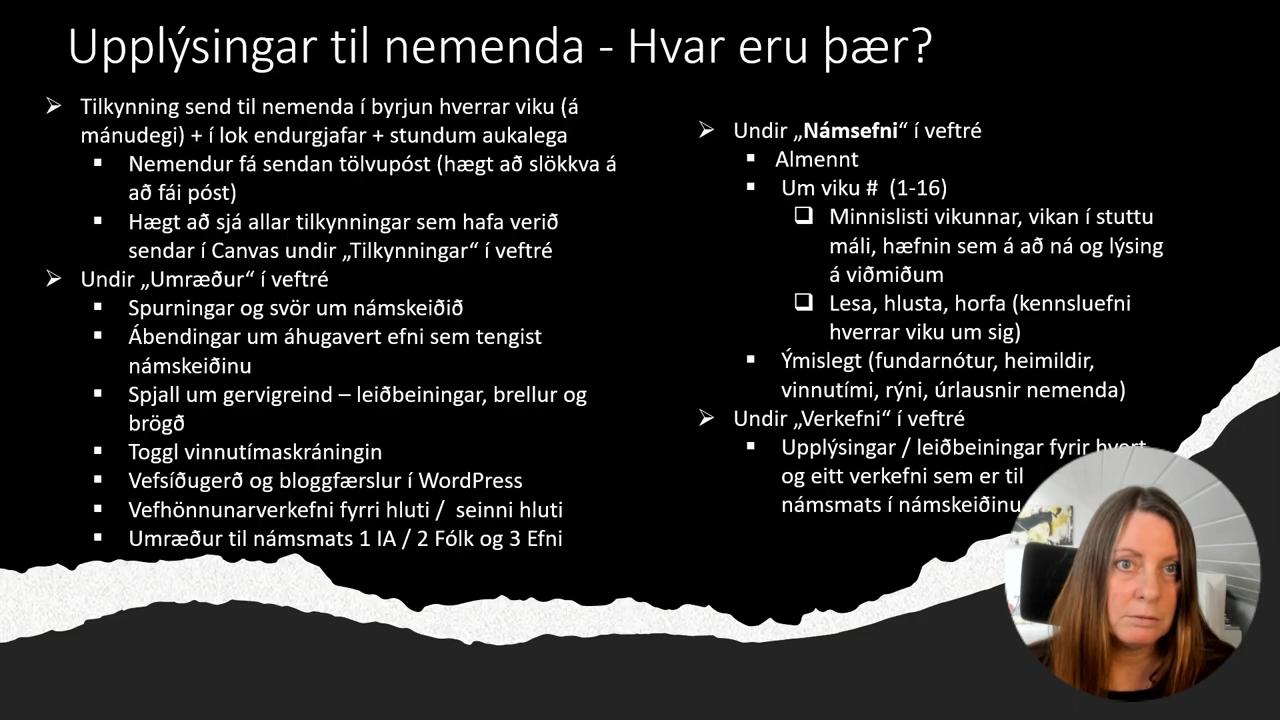 Upplýsingar til nemenda - Hvar eru þær?
Tilkynning send til nemenda í byrjun hverrar viku (á
mánudegi) + í lok endurgjafar + stundum aukalega
Nemendur fá sendan tölvupóst (hægt að slökkva á
að fái póst)
Hægt að sjá allar tilkynningar sem hafa verið
sendar í Canvas undir „Tilkynningar“ í veftré
Undir „Umræður“ í veftré
Spurningar og svör um námskeiðið
Ábendingar um áhugavert efni sem tengist
námskeiðinu
Spjall um gervigreind – leiðbeiningar, brellur og
brögð
Toggl vinnutímaskráningin
Vefsíðugerð og bloggfærslur í WordPress
Vefhönnunarverkefni fyrri hluti / seinni hluti
Umræður til námsmats 1 IA / 2 Fólk og 3 Efni
Undir „Námsefni“ í veftré
Almennt
Um viku # (1-16)
Minnislisti vikunnar, vikan í stuttu
máli, hæfnin sem á að ná og lýsing
á viðmiðum
Lesa, hlusta, horfa (kennsluefni
hverrar viku um sig)
Ýmislegt (fundarnótur, heimildir,
vinnutími, rýni, úrlausnir nemenda)
Undir „Verkefni“ í veftré
Upplýsingar / leiðbeiningar fyrir hvert
og eitt verkefni sem er til
námsmats í námskeiðinu